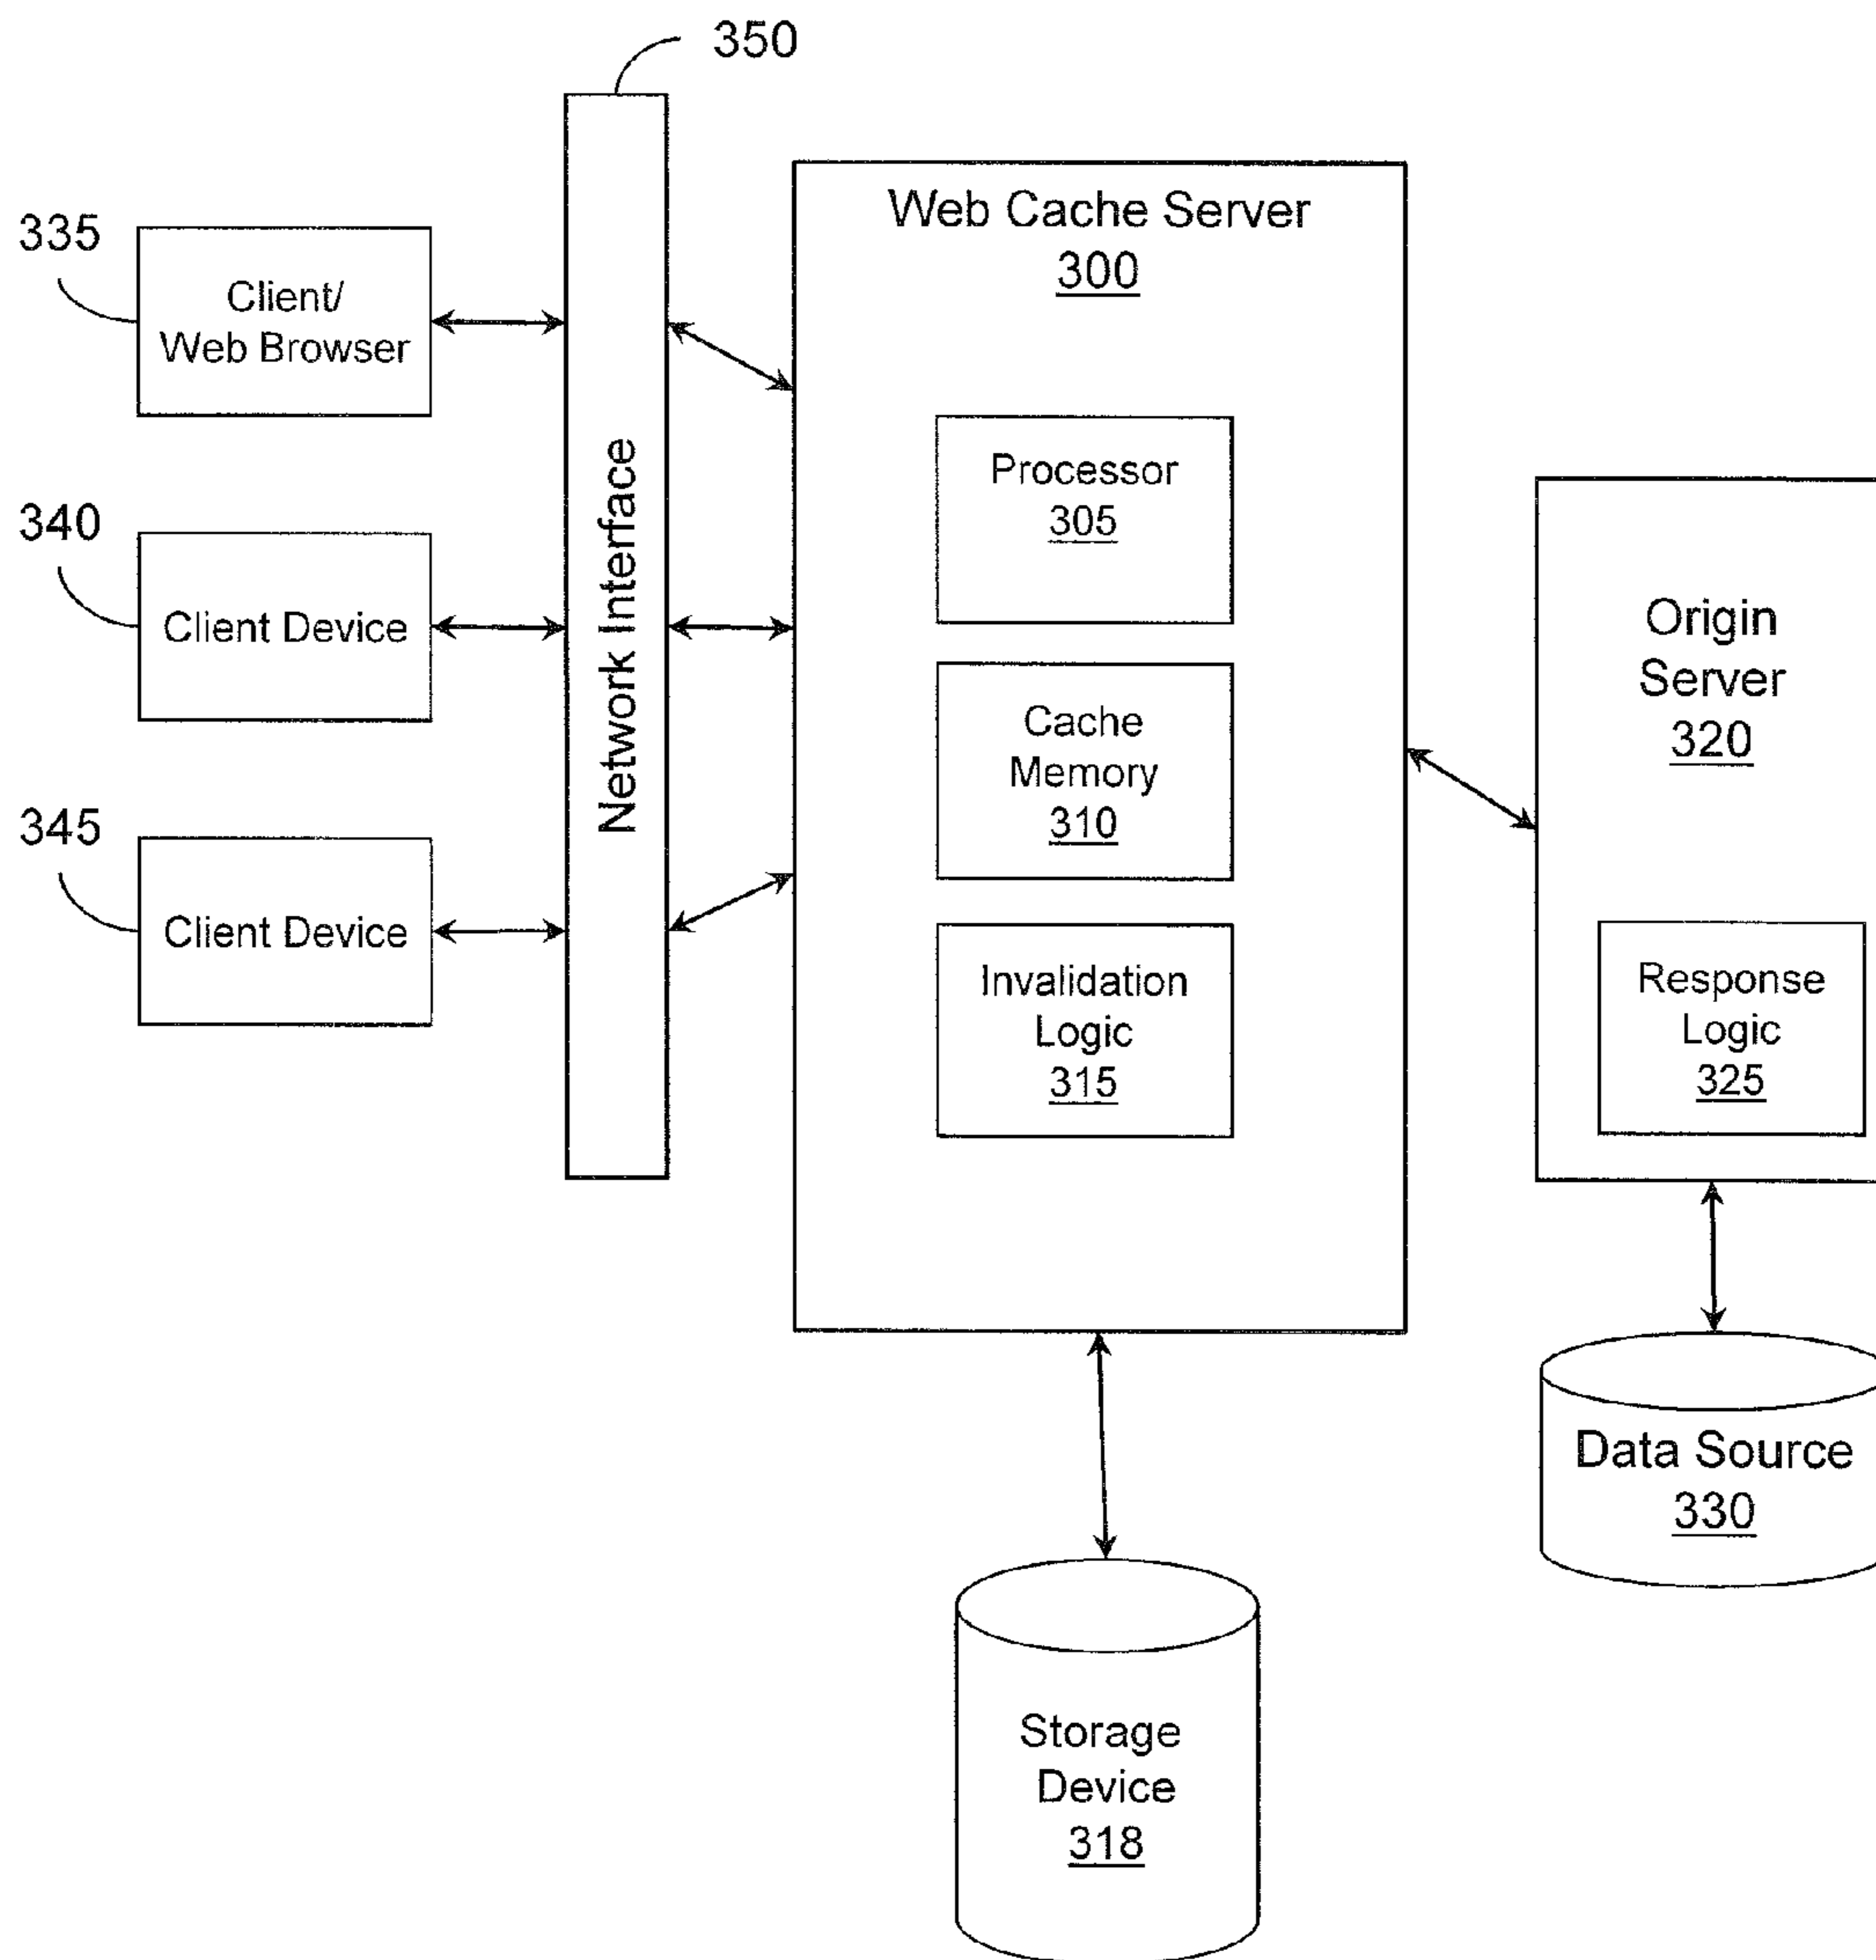 350
Web Cache Server
300
335
Client/
Web Browser
Processor
305
340
Client Device
Network Interface
Origin
Server
320
Cache
Memory
310
345
Client Device
Invalidation
Logic
315
Response
Logic
325
Data Source
330
Storage
Device
318